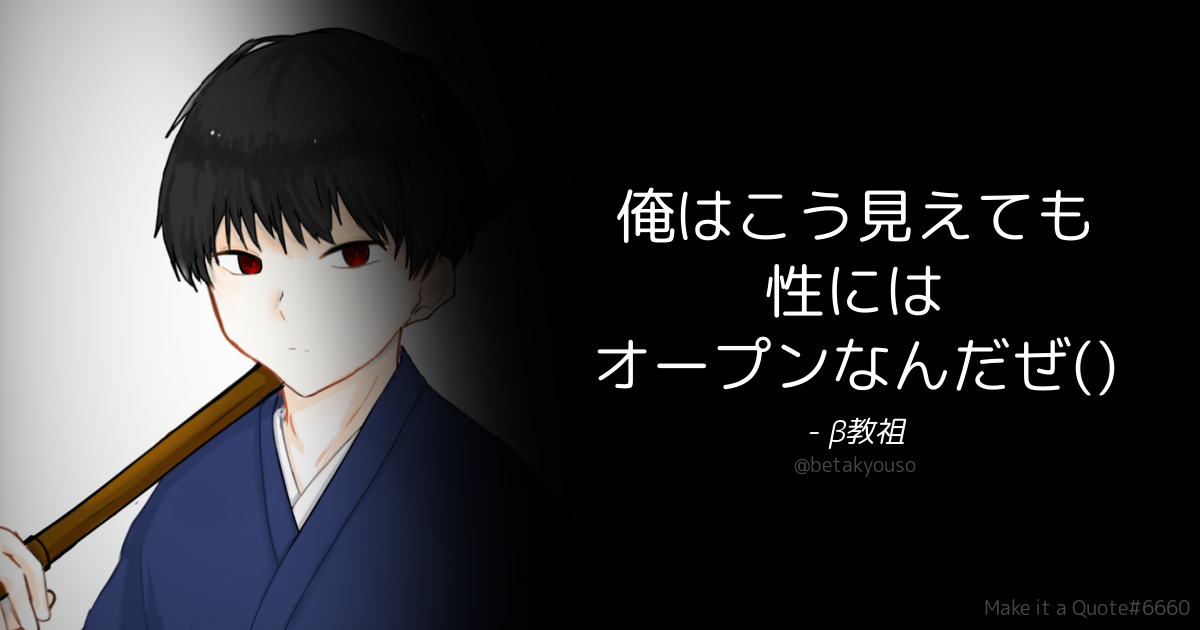 俺はこう見えても
性には
オープンなんだぜ()
- β教祖
@betakyouso
Make it a Quote#6660